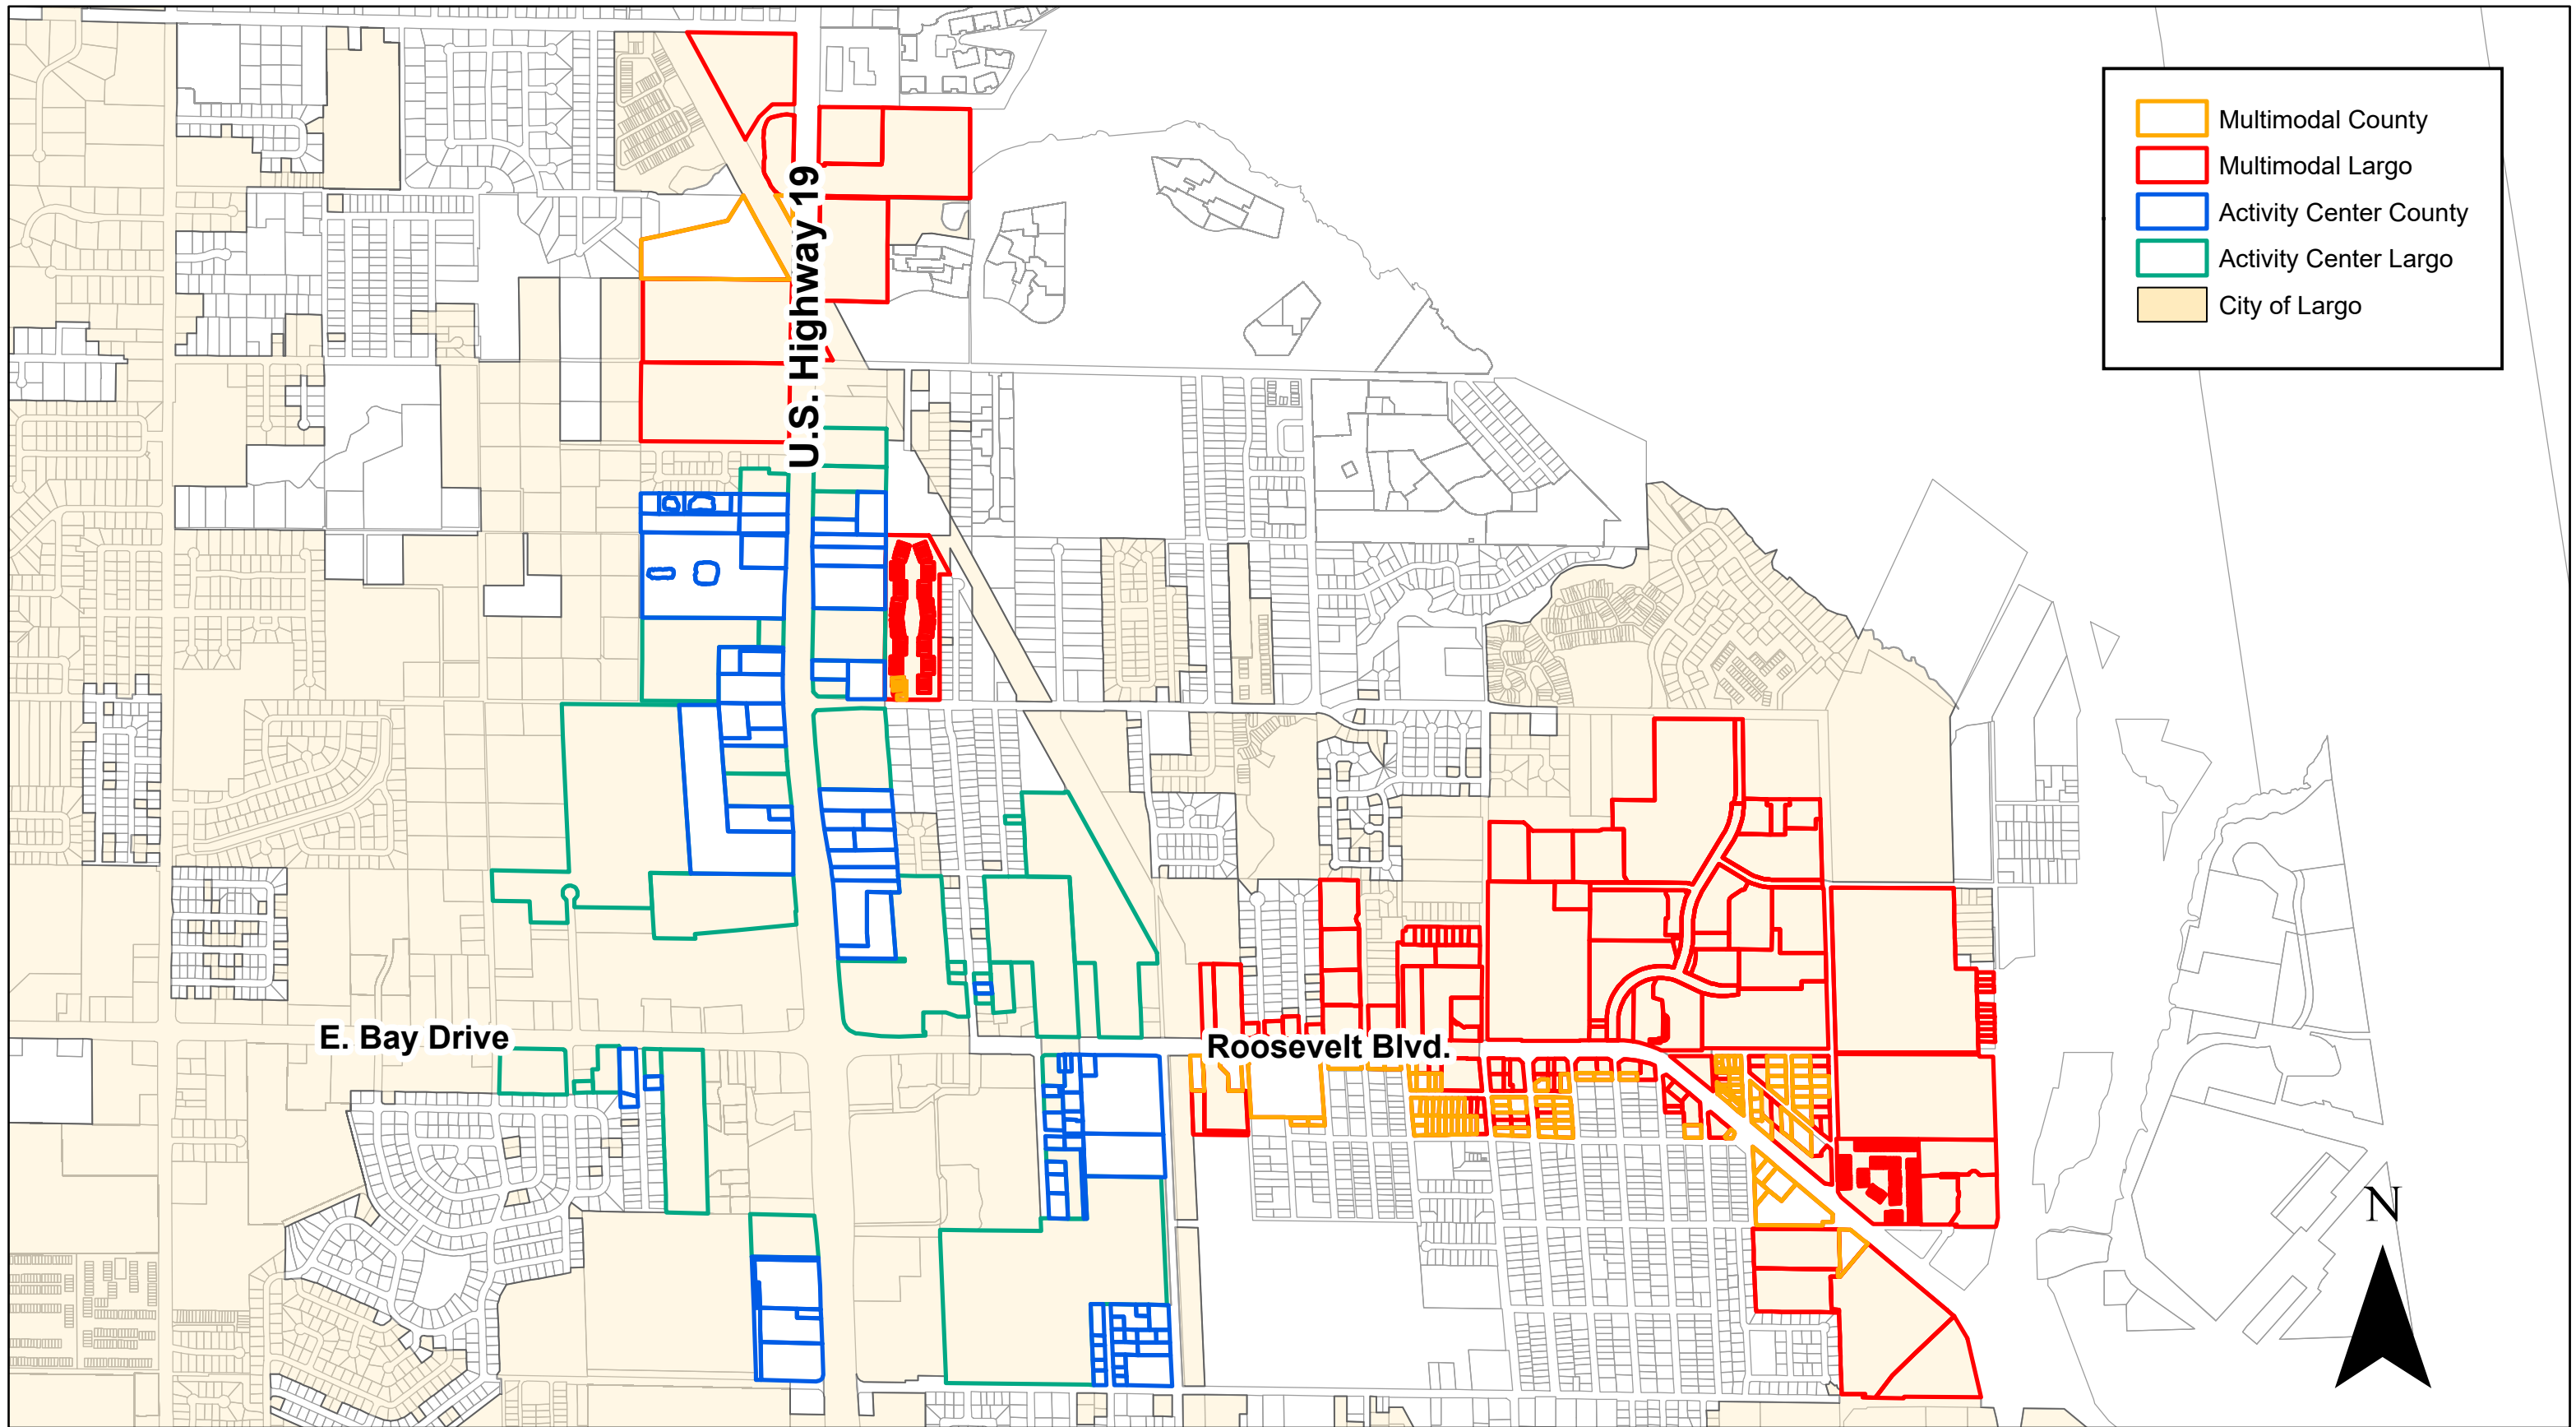 Multimodal County
Multimodal Largo
Activity Center County
Activity Center Largo
City of Largo
U.S. Highway 19
E. Bay Drive
Roosevelt Blvd.
N